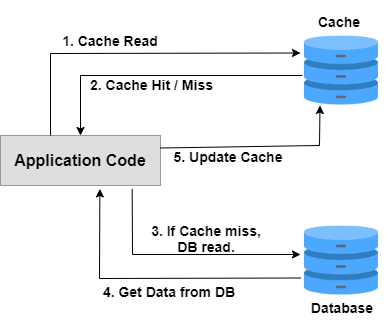 Cache
1. Cache Read
2. Cache Hit / Miss
Application Code
5. Update Cache
3. If Cache miss,
DB read.
4. Get Data from DB
Database